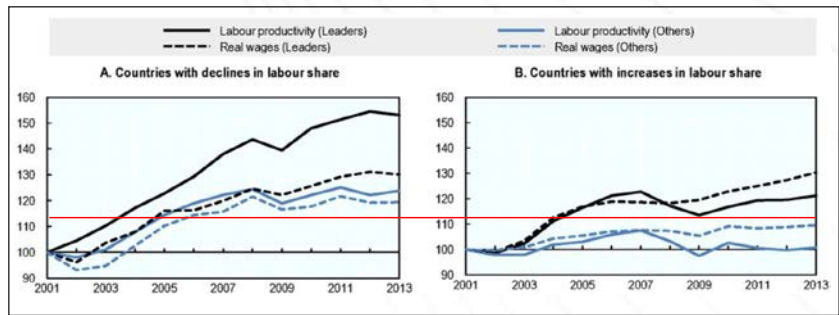 Labour productivity (Leaders) Labour productivity (Others)
Real wages (Leaders) Real wages (Others)
A. Countries with declines in labour share
160
150
140
130
120
110
100
90
2001 2003 2005 2007 2009 2011 2013
B. Countries with increases in labour share
160
150
140
130
120
110
100
90
2001 2003 2005 2007 2009 2011 2013